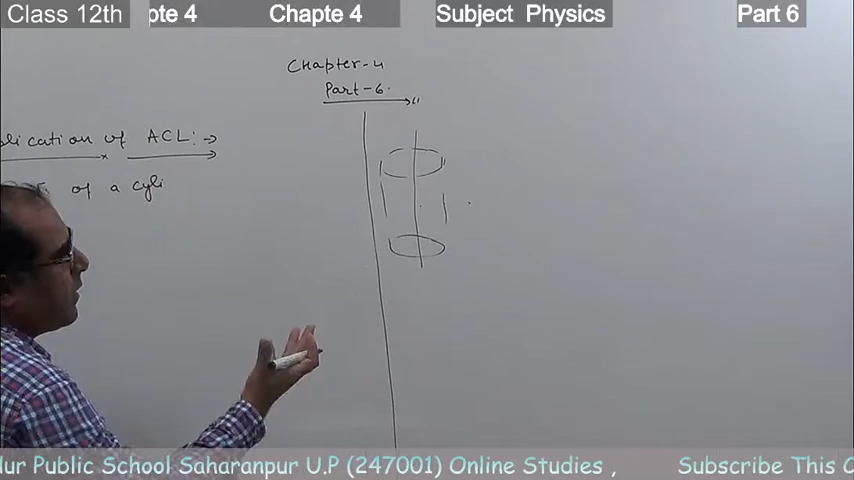 Class 12th pte 4 Chapte 4 Subject Physics Part 6
Chapter-4
Part-6.
plication of ACL:→
of a cyli
lur Public School Saharanpur U.P (247001) Online Studies , Subscribe This C